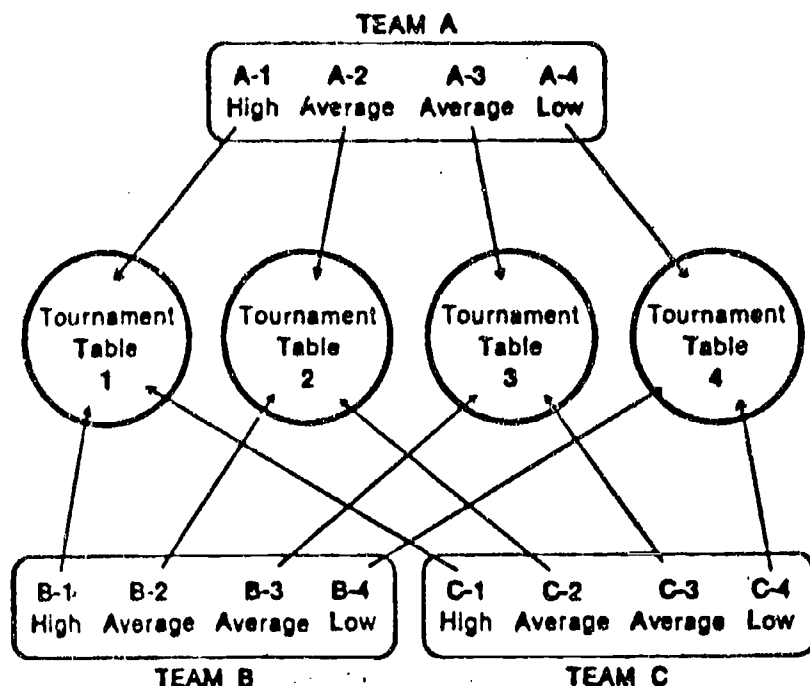 TEAM A
A-1 A-2 A-3 A-4
High Average Average Low
Tournament Table 1
Tournament Table 2
Tournament Table 3
Tournament Table 4
B-1 B-2 B-3 B-4
High Average Average Low
C-1 C-2 C-3 C-4
High Average Average Low
TEAM B
TEAM C